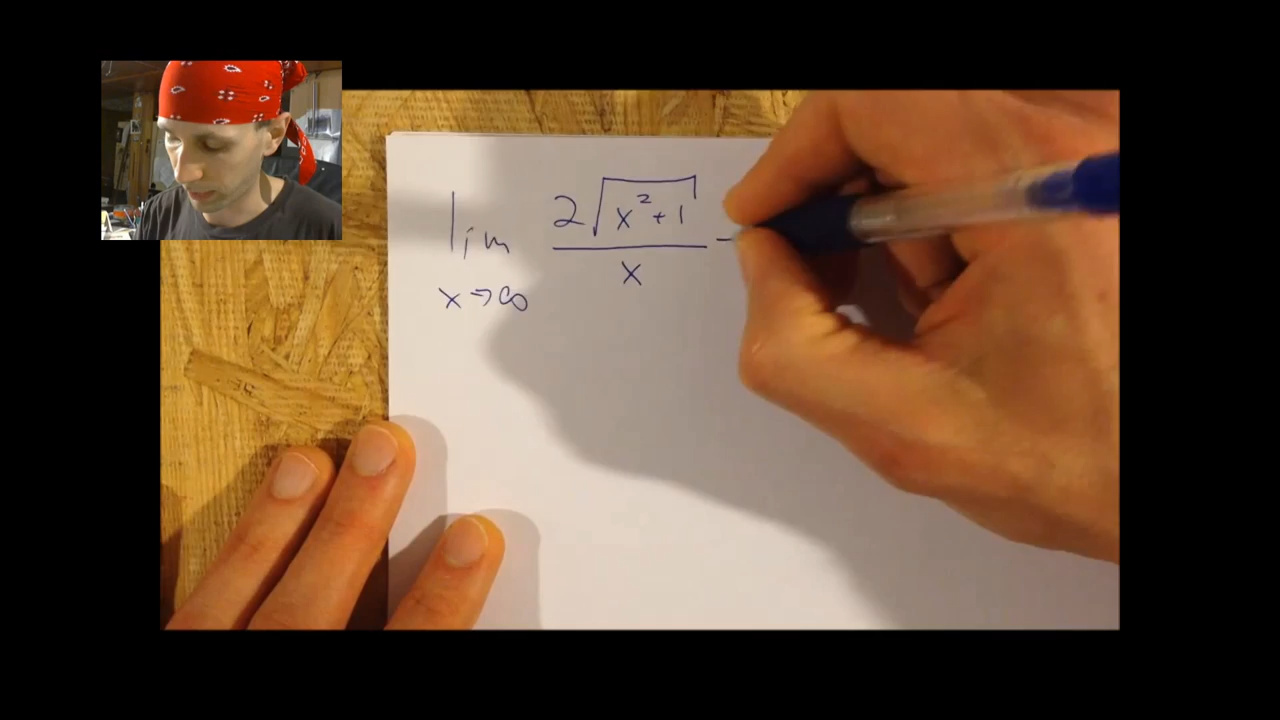 lim 2√(x²+1)/x -
x→∞